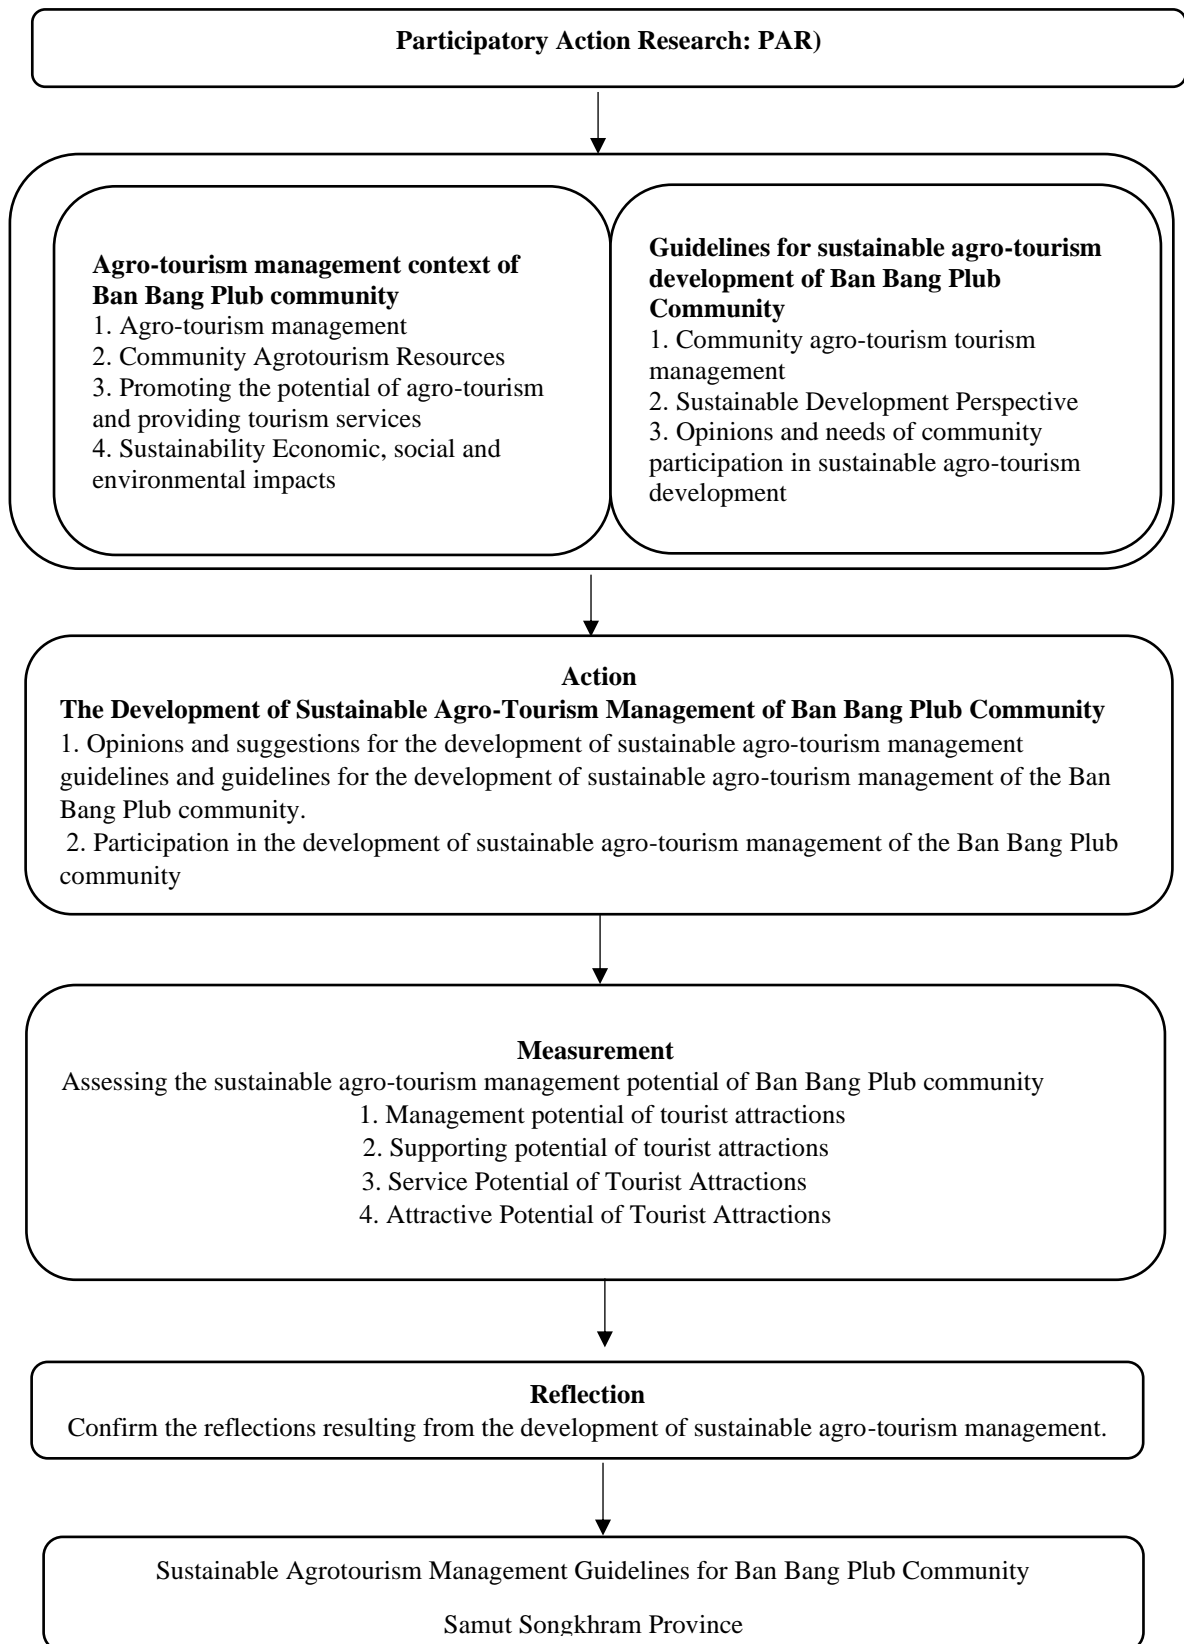 Participatory Action Research: PAR)
Agro-tourism management context of
Ban Bang Plub community
1. Agro-tourism management
2. Community Agrotourism Resources
3. Promoting the potential of agro-tourism
and providing tourism services
4. Sustainability Economic, social and
environmental impacts
Guidelines for sustainable agro-tourism
development of Ban Bang Plub
Community
1. Community agro-tourism tourism
management
2. Sustainable Development Perspective
3. Opinions and needs of community
participation in sustainable agro-tourism
development
Action
The Development of Sustainable Agro-Tourism Management of Ban Bang Plub Community
1. Opinions and suggestions for the development of sustainable agro-tourism management
guidelines and guidelines for the development of sustainable agro-tourism management of the Ban
Bang Plub community.
2. Participation in the development of sustainable agro-tourism management of the Ban Bang Plub
community
Measurement
Assessing the sustainable agro-tourism management potential of Ban Bang Plub community
1. Management potential of tourist attractions
2. Supporting potential of tourist attractions
3. Service Potential of Tourist Attractions
4. Attractive Potential of Tourist Attractions
Reflection
Confirm the reflections resulting from the development of sustainable agro-tourism management.
Sustainable Agrotourism Management Guidelines for Ban Bang Plub Community
Samut Songkhram Province